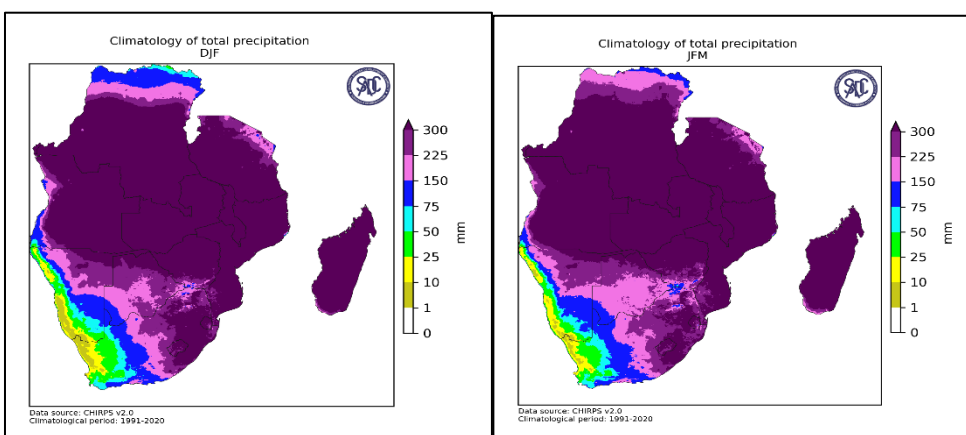 Climatology of total precipitation
DJF
SDC
300
225
150
75
50
25
10
1
0
mm
Data source: CHIRPS v2.0
Climatological period: 1991-2020
Climatology of total precipitation
JFM
SDC
300
225
150
75
50
25
10
1
0
mm
Data source: CHIRPS v2.0
Climatological period: 1991-2020